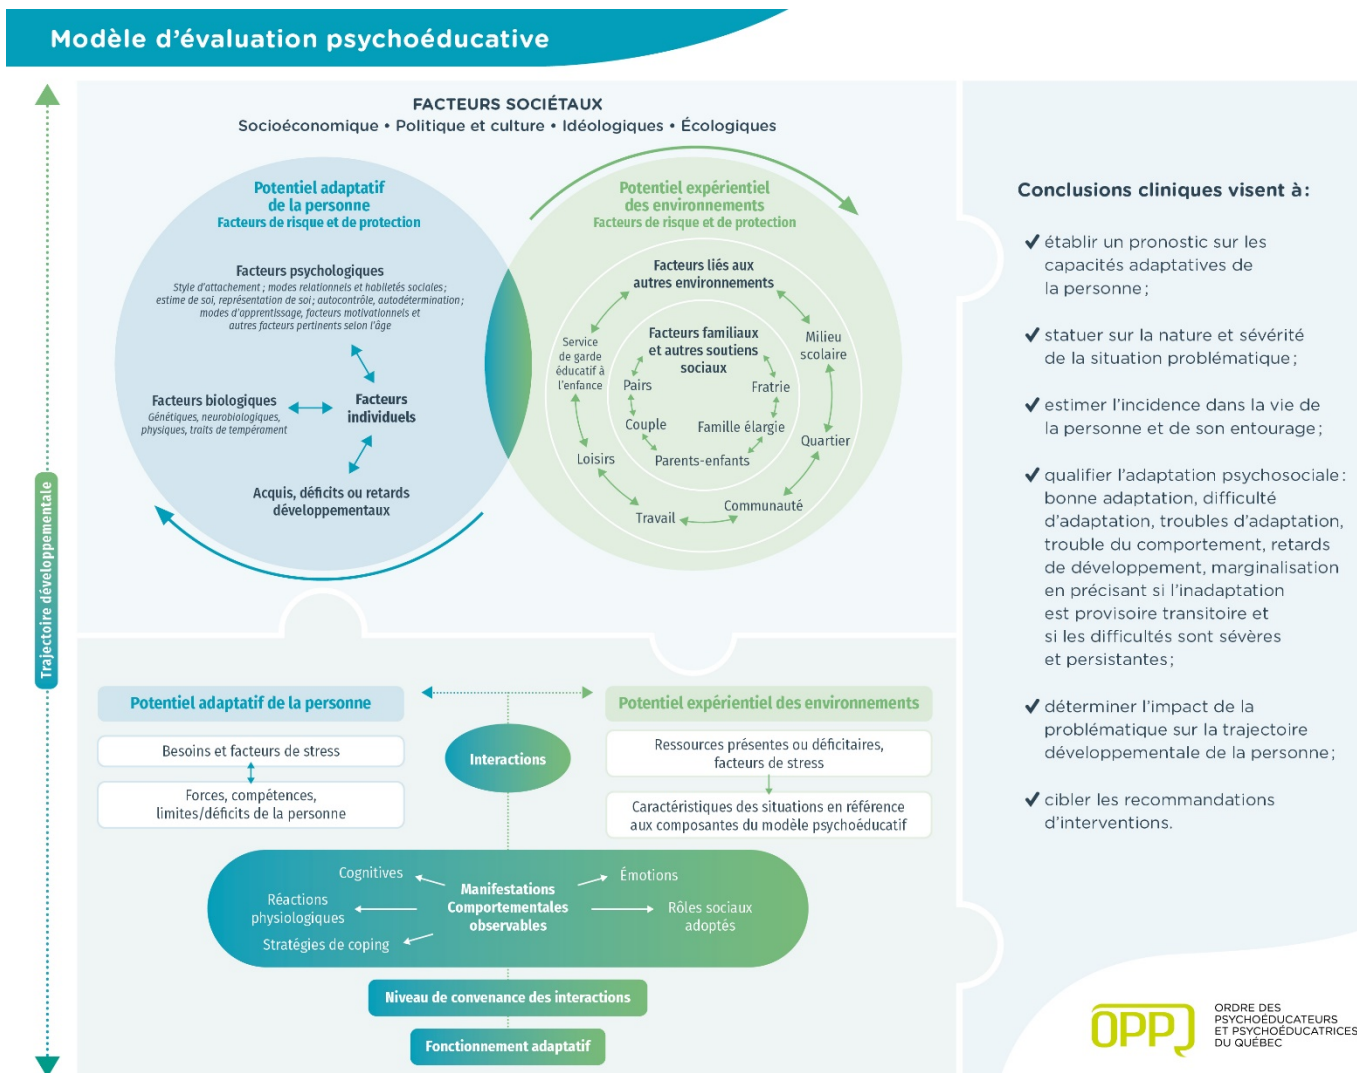 Modèle d’évaluation psychoéducative
Trajectoire développementale
FACTEURS SOCIÉTAUX
Socioéconomique • Politique et culture • Idéologiques • Écologiques
Potentiel adaptatif
de la personne
Facteurs de risque et de protection
Facteurs psychologiques
Style d’attachement ; modes relationnels et habiletés sociales ;
estime de soi, représentation de soi ; autocontrôle, autodétermination ;
modes d’apprentissage, facteurs motivationnels et
autres facteurs pertinents selon l’âge
Facteurs biologiques
Génétiques, neurobiologiques,
physiques, traits de tempérament
Facteurs
individuels
Acquis, déficits ou retards
développementaux
Potentiel expérientiel
des environnements
Facteurs de risque et de protection
Facteurs liés aux
autres environnements
Service
de garde
éducatif à
l’enfance
Milieu
scolaire
Facteurs familiaux
et autres soutiens
sociaux
Pairs
Fratrie
Couple
Famille élargie
Parents-enfants
Loisirs
Quartier
Travail
Communauté
Potentiel adaptatif de la personne
Besoins et facteurs de stress
Forces, compétences,
limites/déficits de la personne
Interactions
Potentiel expérientiel des environnements
Ressources présentes ou déficitaires,
facteurs de stress
Caractéristiques des situations en référence
aux composantes du modèle psychoéducatif
Cognitives
Réactions
physiologiques
Stratégies de coping
Manifestations
Comportementales
observables
Émotions
Rôles sociaux
adoptés
Niveau de convenance des interactions
Fonctionnement adaptatif
Conclusions cliniques visent à :
✓ établir un pronostic sur les
capacités adaptatives de
la personne ;
✓ statuer sur la nature et sévérité
de la situation problématique ;
✓ estimer l’incidence dans la vie de
la personne et de son entourage ;
✓ qualifier l’adaptation psychosociale :
bonne adaptation, difficulté
d’adaptation, troubles d’adaptation,
trouble du comportement, retards
de développement, marginalisation
en précisant si l’inadaptation
est provisoire transitoire et
si les difficultés sont sévères
et persistantes ;
✓ déterminer l’impact de la
problématique sur la trajectoire
développementale de la personne ;
✓ cibler les recommandations
d’interventions.
OPPQ
ORDRE DES
PSYCHOÉDUCATEURS
ET PSYCHOÉDUCATRICES
DU QUÉBEC